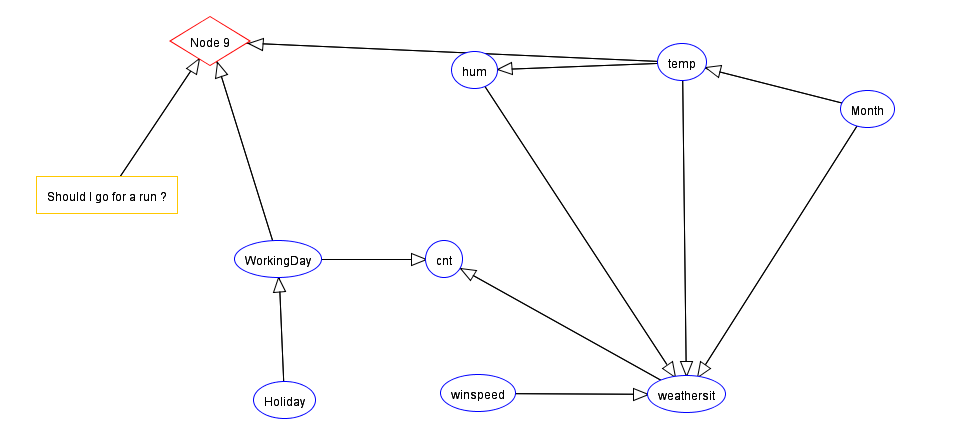 Node 9
temp
hum
Month
Should I go for a run ?
WorkingDay
cnt
winspeed
weathersit
Holiday